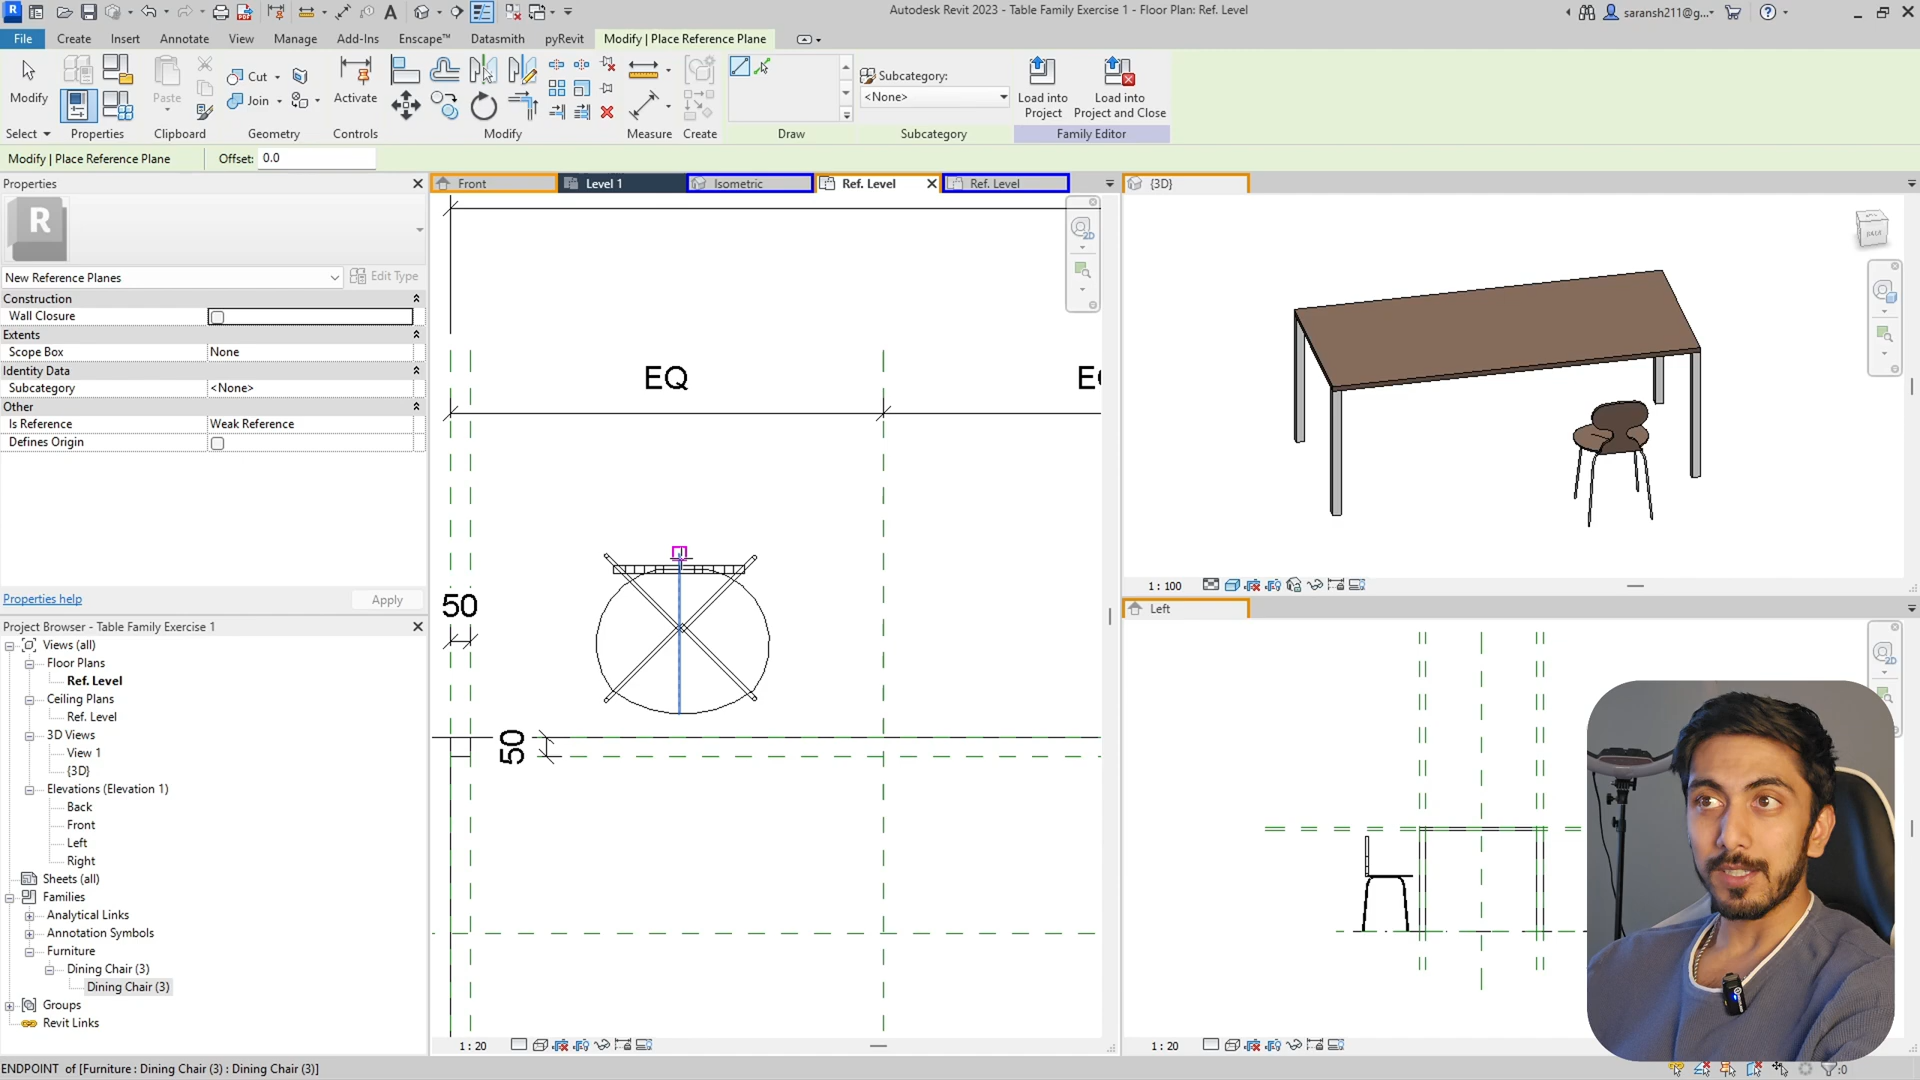 Autodesk Revit 2023 - Table Family Exercise 1 - Floor Plan: Ref. Level
saransh211@g...
File Create Insert Annotate View Manage Add-Ins Enscape™ Datasmith pyRevit Modify | Place Reference Plane
Modify
Paste
Cut
Join
Activate
Subcategory:
<None>
Load into
Project
Load into
Project and Close
Select Properties Clipboard Geometry Controls Modify Measure Create Draw Subcategory Family Editor
Modify | Place Reference Plane Offset: 0.0
Properties
R
New Reference Planes Edit Type
Construction
Wall Closure
Extents
Scope Box None
Identity Data
Subcategory <None>
Other
Is Reference Weak Reference
Defines Origin
Properties help Apply
Project Browser - Table Family Exercise 1
Views (all)
Floor Plans
Ref. Level
Ceiling Plans
Ref. Level
3D Views
View 1
{3D}
Elevations (Elevation 1)
Back
Front
Left
Right
Sheets (all)
Families
Analytical Links
Annotation Symbols
Furniture
Dining Chair (3)
Dining Chair (3)
Groups
Revit Links
Front Level 1 Isometric Ref. Level Ref. Level
2D
EQ
50
50
1 : 20
{3D}
1 : 100
Left
2D
1 : 20
ENDPOINT of [Furniture : Dining Chair (3) : Dining Chair (3)]
:0